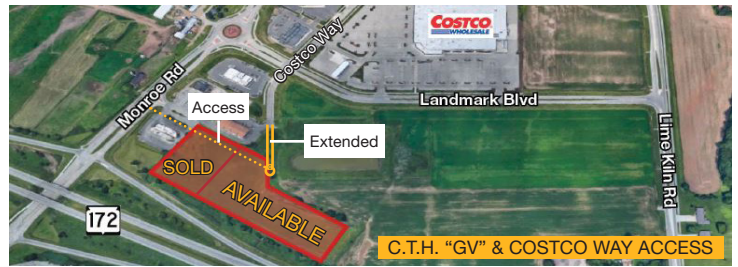 COSTCO
WHOLESALE
Costco Way
Monroe Rd
Landmark Blvd
Access
Extended
Lime Kiln Rd
SOLD
AVAILABLE
172
C.T.H. “GV” & COSTCO WAY ACCESS